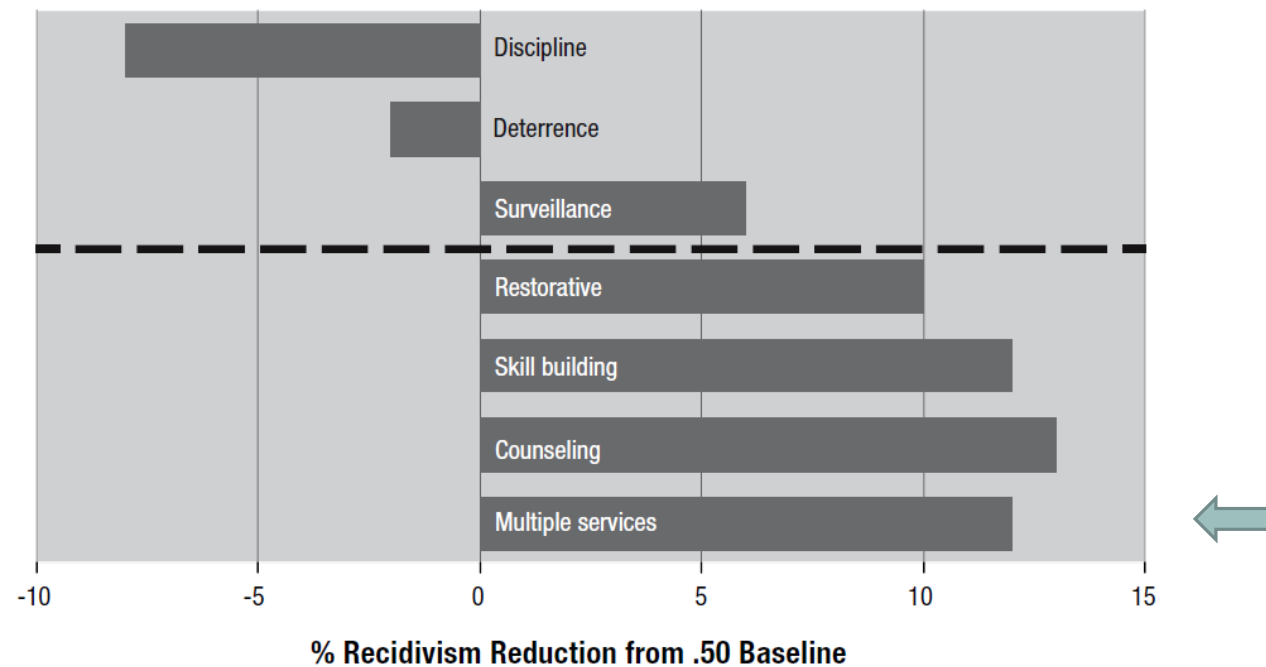 Discipline
Deterrence
Surveillance
Restorative
Skill building
Counseling
Multiple services
-10 -5 0 5 10 15
% Recidivism Reduction from .50 Baseline